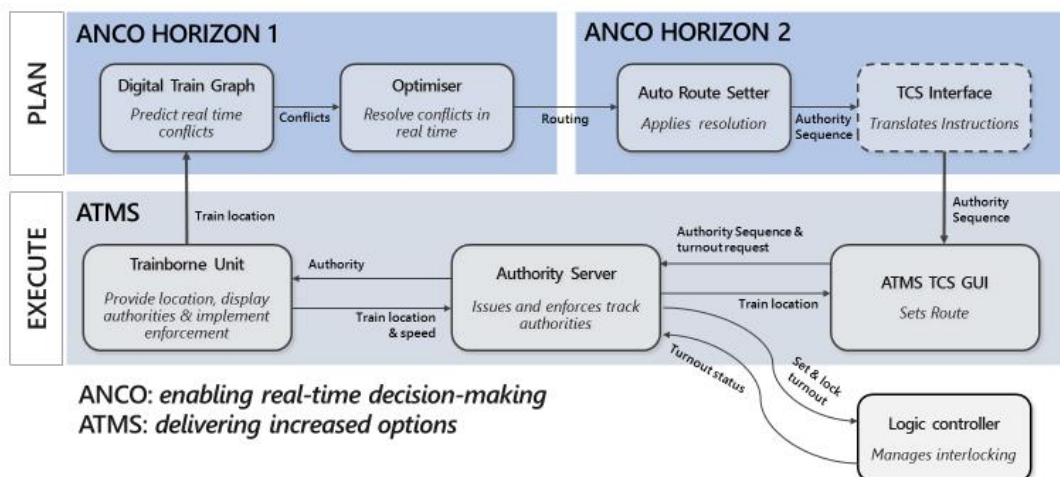 PLAN
ANCO HORIZON 1
Digital Train Graph
Predict real time
conflicts
Conflicts
Optimiser
Resolve conflicts in
real time
Routing
ANCO HORIZON 2
Auto Route Setter
Applies resolution
Authority
Sequence
TCS Interface
Translates Instructions
Train location
Authority
Sequence
EXECUTE
ATMS
Trainborne Unit
Provide location, display
authorities & implement
enforcement
Authority
Train location
& speed
Authority Server
Issues and enforces track
authorities
Authority Sequence &
turnout request
Train location
ATMS TCS GUI
Sets Route
Turnout status
Set & lock
turnout
Logic controller
Manages interlocking
ANCO: enabling real-time decision-making
ATMS: delivering increased options